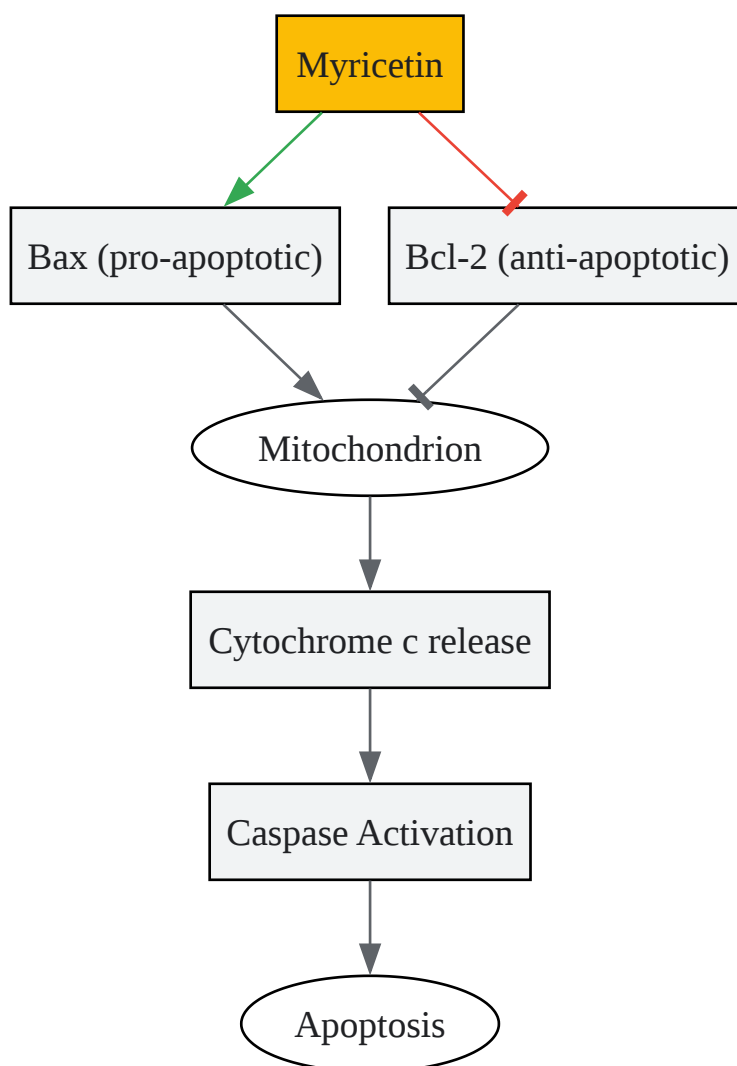 Myricetin
Bax (pro-apoptotic)
Bcl-2 (anti-apoptotic)
Mitochondrion
Cytochrome c release
Caspase Activation
Apoptosis